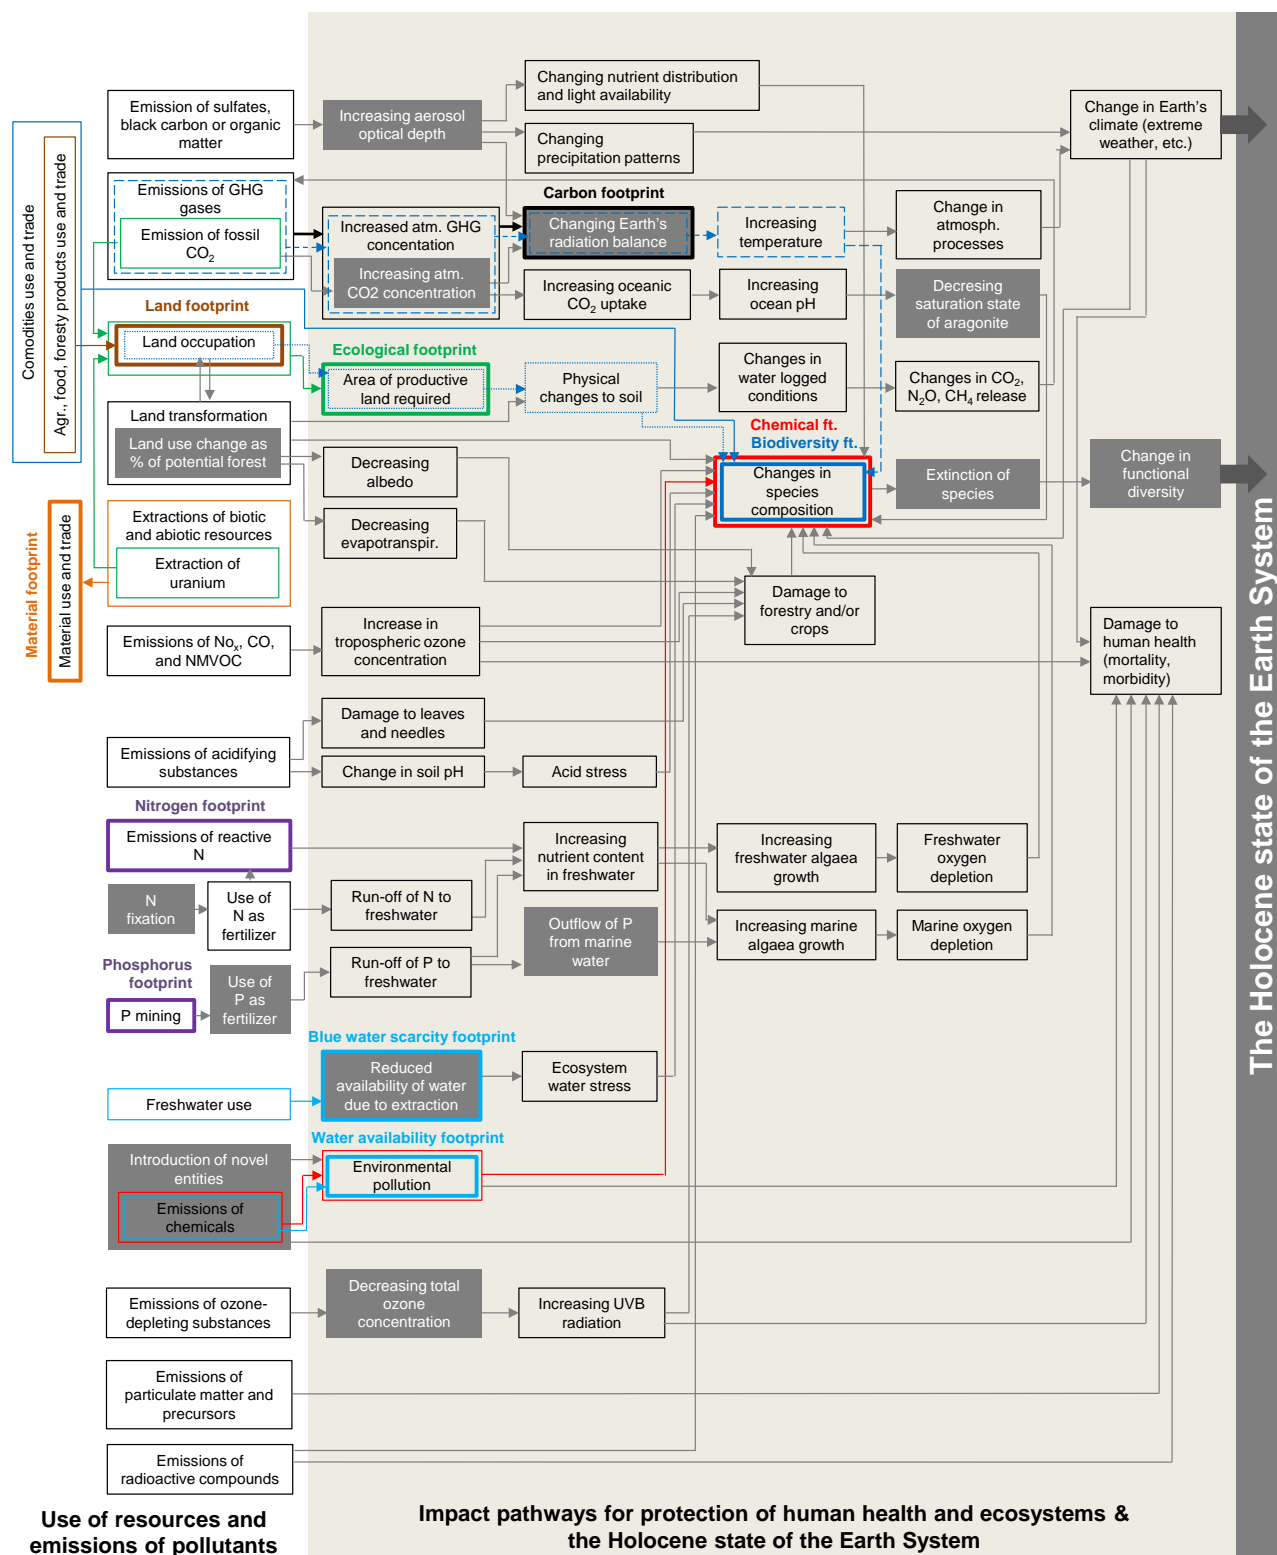 Changing nutrient distribution
and light availability
Emission of sulfates,
black carbon or organic
matter
Increasing aerosol
optical depth
Changing
precipitation patterns
Change in Earth's
climate (extreme
weather, etc.)
Comodities use and trade
Agr., food, foresty products use and trade
Emissions of GHG
gases
Emission of fossil
CO2
Increased atm. GHG
concentation
Increasing atm.
CO2 concentration
Carbon footprint
Changing Earth's
radiation balance
Increasing
temperature
Change in
atmosph.
processes
Increasing oceanic
CO2 uptake
Increasing
ocean pH
Decresing
saturation state
of aragonite
Land footprint
Land occupation
Ecological footprint
Area of productive
land required
Physical
changes to soil
Changes in
water logged
conditions
Changes in CO2,
N2O, CH4 release
Land transformation
Land use change as
% of potential forest
Decreasing
albedo
Decreasing
evapotranspir.
Chemical ft.
Biodiversity ft.
Changes in
species
composition
Extinction of
species
Change in
functional
diversity
Material footprint
Material use and trade
Extractions of biotic
and abiotic resources
Extraction of
uranium
Damage to
forestry and/or
crops
Emissions of Nox, CO,
and NMVOC
Increase in
tropospheric ozone
concentration
Damage to
human health
(mortality,
morbidity)
Damage to leaves
and needles
Emissions of acidifying
substances
Change in soil pH
Acid stress
Nitrogen footprint
Emissions of reactive
N
Increasing
nutrient content
in freshwater
Increasing
freshwater algaea
growth
Freshwater
oxygen
depletion
N
fixation
Use of
N as
fertilizer
Run-off of N to
freshwater
Outflow of P
from marine
water
Increasing marine
algaea growth
Marine oxygen
depletion
Phosphorus
footprint
P mining
Use of
P as
fertilizer
Run-off of P to
freshwater
Blue water scarcity footprint
Freshwater use
Reduced
availability of water
due to extraction
Ecosystem
water stress
Water availability footprint
Introduction of novel
entities
Emissions of
chemicals
Environmental
pollution
Emissions of ozone-
depleting substances
Decreasing total
ozone
concentration
Increasing UVB
radiation
Emissions of
particulate matter and
precursors
Emissions of
radioactive compounds
The Holocene state of the Earth System
Use of resources and
emissions of pollutants
Impact pathways for protection of human health and ecosystems &
the Holocene state of the Earth System